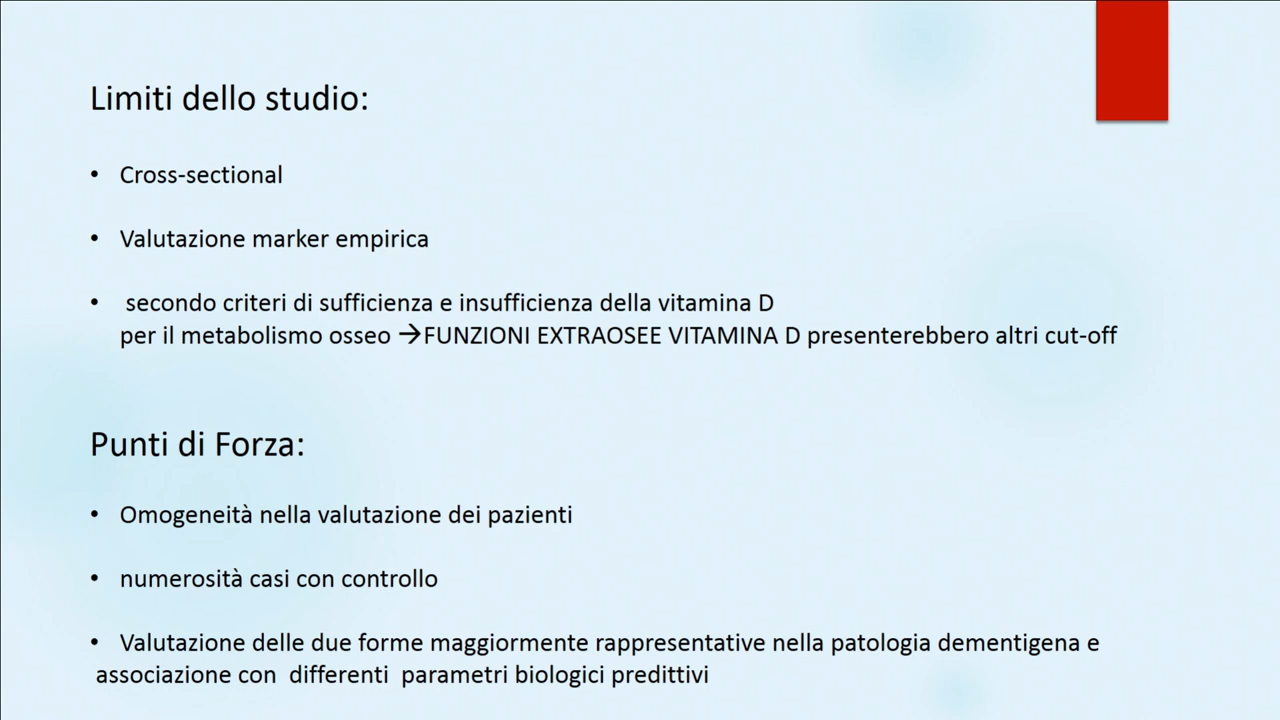 Limiti dello studio:
• Cross-sectional
• Valutazione marker empirica
• secondo criteri di sufficienza e insufficienza della vitamina D
per il metabolismo osseo →FUNZIONI EXTRAOSEE VITAMINA D presenterebbero altri cut-off
Punti di Forza:
• Omogeneità nella valutazione dei pazienti
• numerosità casi con controllo
• Valutazione delle due forme maggiormente rappresentative nella patologia dementigena e
associazione con differenti parametri biologici predittivi